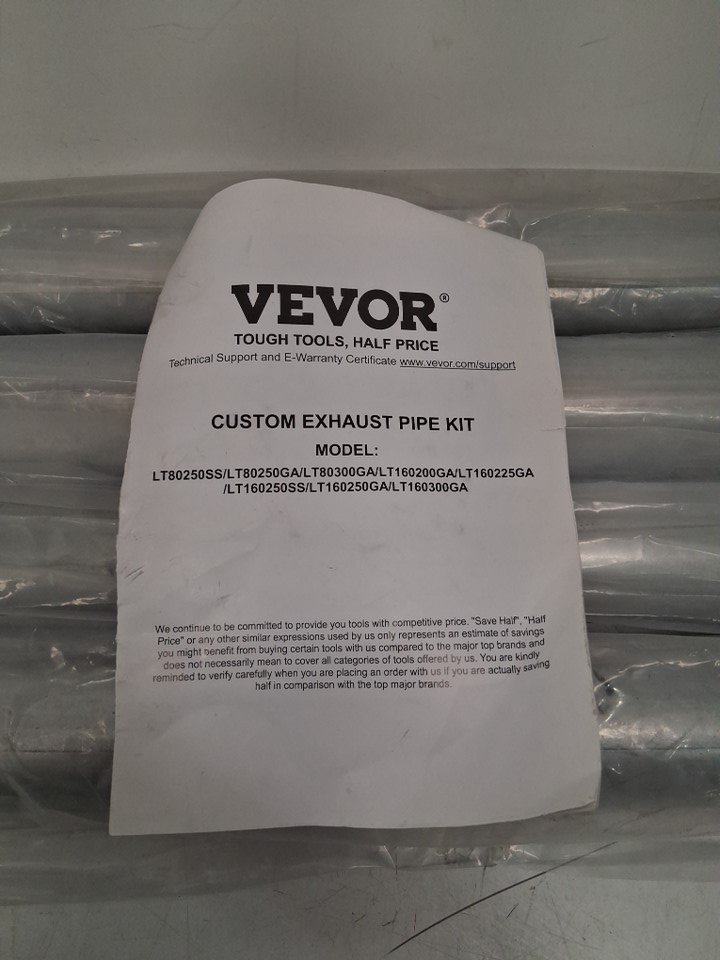 VEVOR®
TOUGH TOOLS, HALF PRICE
Technical Support and E-Warranty Certificate www.vevor.com/support
CUSTOM EXHAUST PIPE KIT
MODEL:
LT80250SS/LT80250GA/LT80300GA/LT160200GA/LT160225GA
/LT160250SS/LT160250GA/LT160300GA
We continue to be committed to provide you tools with competitive price. "Save Half", "Half
Price" or any other similar expressions used by us only represents an estimate of savings
you might benefit from buying certain tools with us compared to the major top brands and
does not necessarily mean to cover all categories of tools offered by us. You are kindly
reminded to verify carefully when you are placing an order with us if you are actually saving
half in comparison with the top major brands.